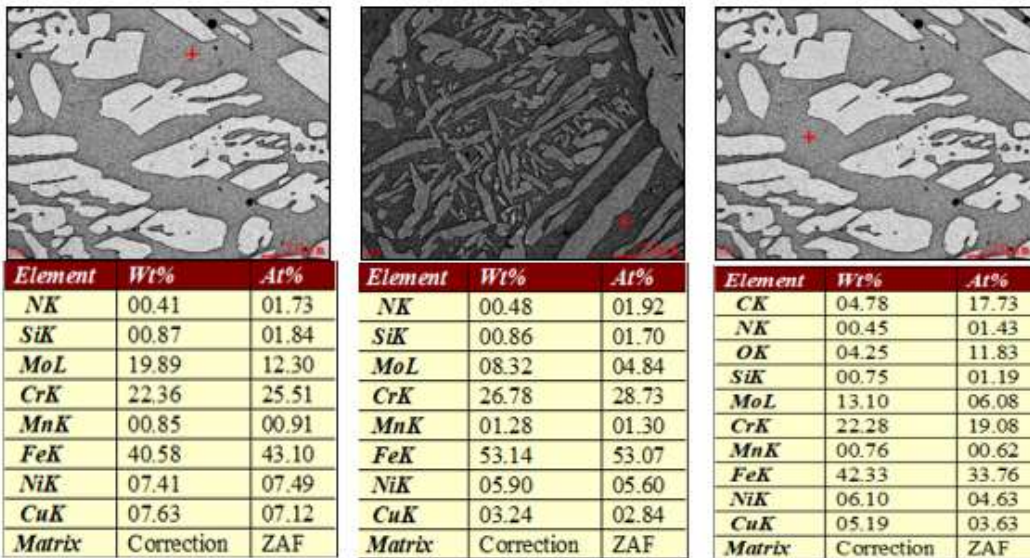 Element Wt% At%
NK 00.41 01.73
SiK 00.87 01.84
MoL 19.89 12.30
CrK 22.36 25.51
MnK 00.85 00.91
FeK 40.58 43.10
NiK 07.41 07.49
CuK 07.63 07.12
Matrix Correction ZAF
Element Wt% At%
NK 00.48 01.92
SiK 00.86 01.70
MoL 08.32 04.84
CrK 26.78 28.73
MnK 01.28 01.30
FeK 53.14 53.07
NiK 05.90 05.60
CuK 03.24 02.84
Matrix Correction ZAF
Element Wt% At%
CK 04.78 17.73
NK 00.45 01.43
OK 04.25 11.83
SiK 00.75 01.19
MoL 13.10 06.08
CrK 22.28 19.08
MnK 00.76 00.62
FeK 42.33 33.76
NiK 06.10 04.63
CuK 05.19 03.63
Matrix Correction ZAF